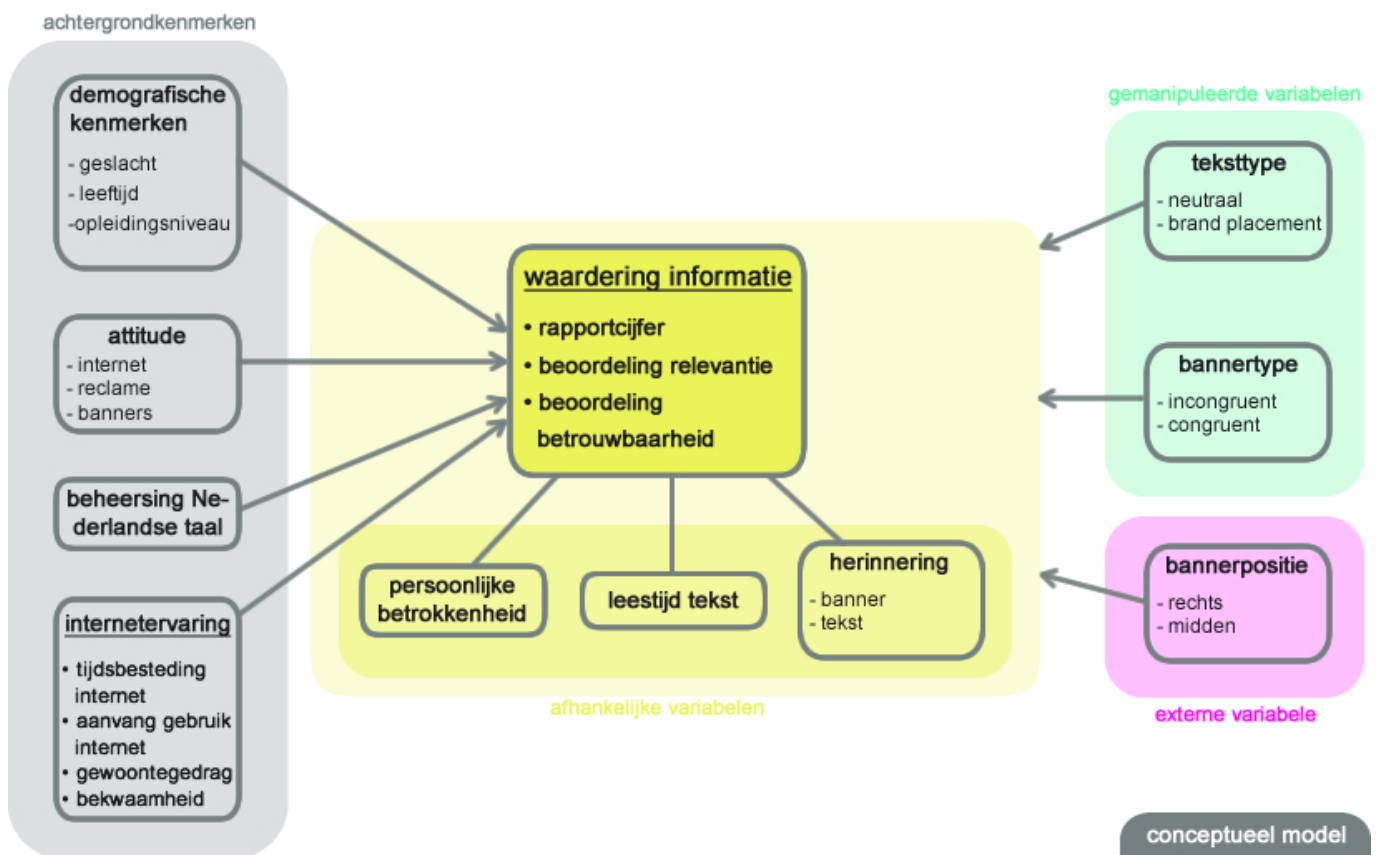 achtergrondkenmerken
demografische
kenmerken
- geslacht
- leeftijd
-opleidingsniveau
attitude
- internet
- reclame
- banners
beheersing Ne-
derlandse taal
internetervaring
• tijdsbesteding
internet
• aanvang gebruik
internet
• gewoontegedrag
• bekwaamheid
waardering informatie
• rapportcijfer
• beoordeling relevantie
• beoordeling
betrouwbaarheid
persoonlijke
betrokkenheid
leestijd tekst
herinnering
- banner
- tekst
afhankelijke variabelen
gemanipuleerde variabelen
teksttype
- neutraal
- brand placement
bannertype
- incongruent
- congruent
bannerpositie
- rechts
- midden
externe variabele
conceptueel model